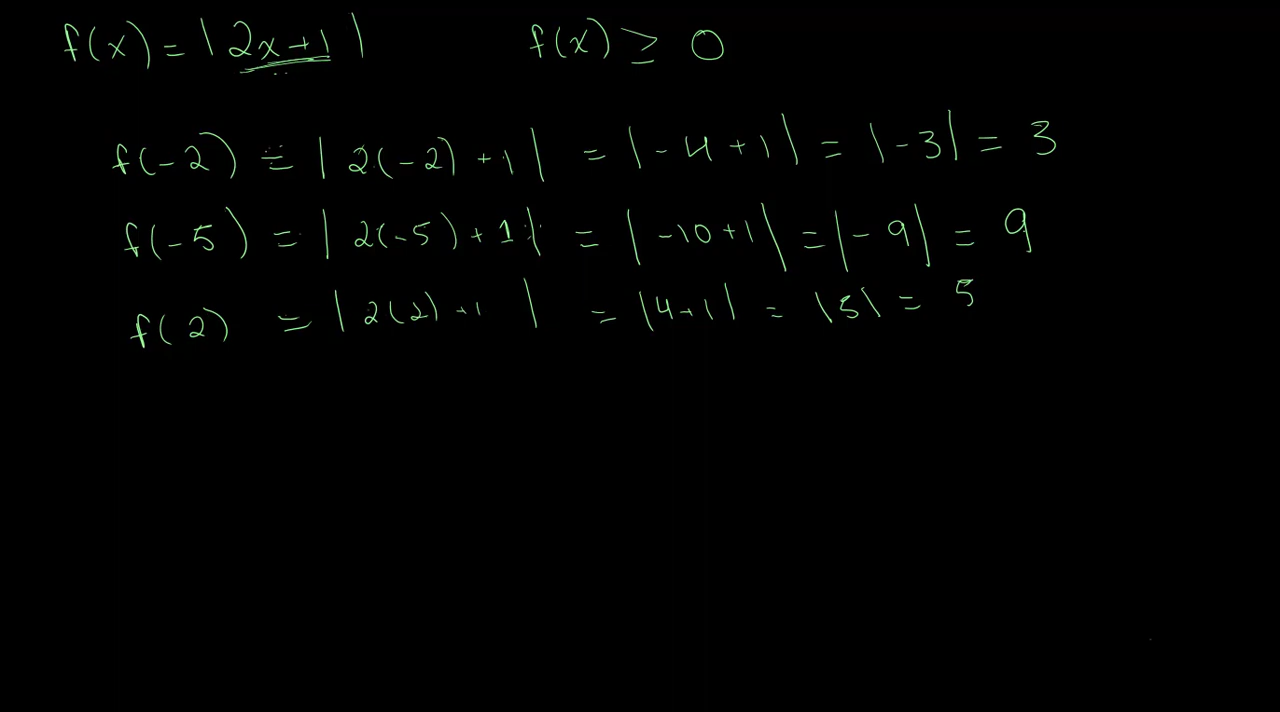 f(x) = |2x+1| f(x) ≥ 0
f(-2) = |2(-2)+1| = |-4+1| = |-3| = 3
f(-5) = |2(-5)+1| = |-10+1| = |-9| = 9
f(2) = |2(2)+1| = |4+1| = |5| = 5